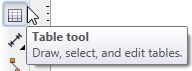 Table tool
Draw, select, and edit tables.